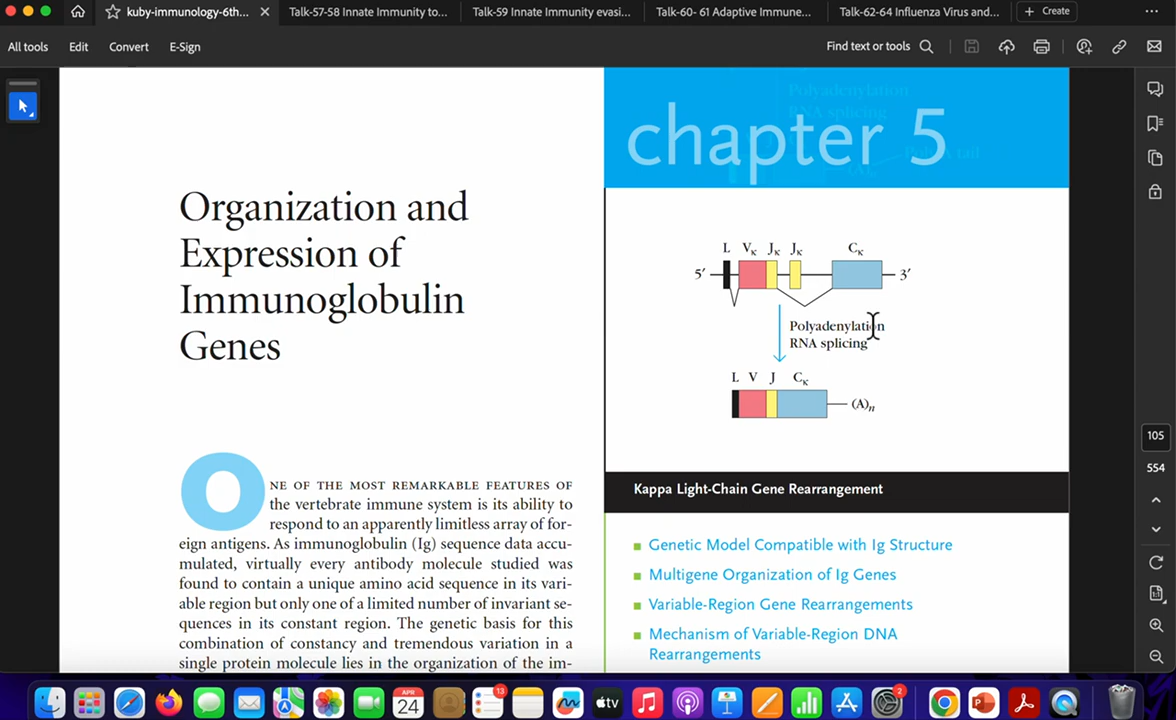 kuby-immunology-6th...
Talk-57-58 Innate Immunity to...
Talk-59 Innate Immunity evasi...
Talk-60- 61 Adaptive Immune...
Talk-62-64 Influenza Virus and...
Create
All tools
Edit
Convert
E-Sign
Find text or tools
Organization and
Expression of
Immunoglobulin
Genes
ONE OF THE MOST REMARKABLE FEATURES OF
the vertebrate immune system is its ability to
respond to an apparently limitless array of for-
eign antigens. As immunoglobulin (Ig) sequence data accu-
mulated, virtually every antibody molecule studied was
found to contain a unique amino acid sequence in its vari-
able region but only one of a limited number of invariant se-
quences in its constant region. The genetic basis for this
combination of constancy and tremendous variation in a
single protein molecule lies in the organization of the im-
Polyadenylation
RNA splicing
chapter 5
L Vκ Jκ Jκ Cκ
5′ 3′
Polyadenylation
RNA splicing
L V J Cκ
(A)n
Kappa Light-Chain Gene Rearrangement
Genetic Model Compatible with Ig Structure
Multigene Organization of Ig Genes
Variable-Region Gene Rearrangements
Mechanism of Variable-Region DNA
Rearrangements
105
554
APR
24
13
tv
2